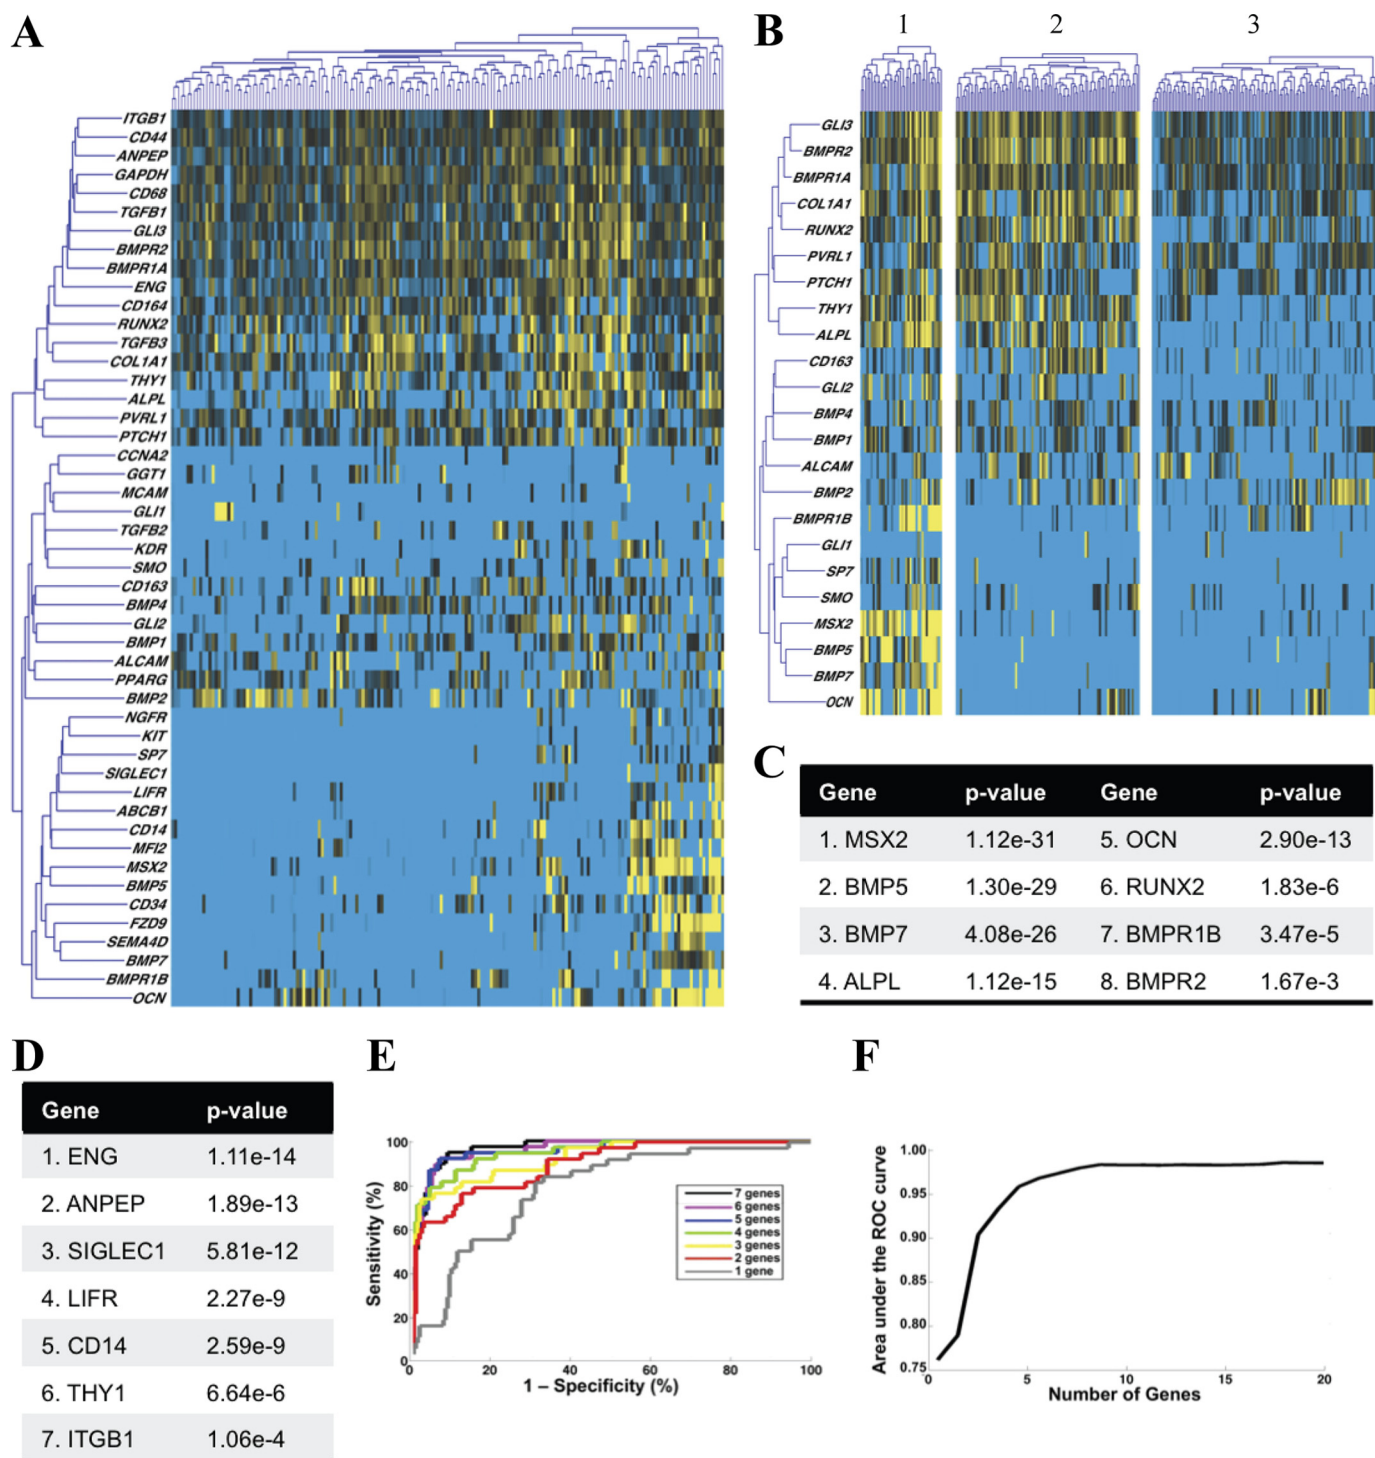 A
ITGB1
CD44
ANPEP
GAPDH
CD68
TGFB1
GLI3
BMPR2
BMPR1A
ENG
CD164
RUNX2
TGFB3
COL1A1
THY1
ALPL
PVRL1
PTCH1
CCNA2
GGT1
MCAM
GLI1
TGFB2
KDR
SMO
CD163
BMP4
GLI2
BMP1
ALCAM
PPARG
BMP2
NGFR
KIT
SP7
SIGLEC1
LIFR
ABCB1
CD14
MFI2
MSX2
BMP5
CD34
FZD9
SEMA4D
BMP7
BMPR1B
OCN
B
1 2 3
GLI3
BMPR2
BMPR1A
COL1A1
RUNX2
PVRL1
PTCH1
THY1
ALPL
CD163
GLI2
BMP4
BMP1
ALCAM
BMP2
BMPR1B
GLI1
SP7
SMO
MSX2
BMP5
BMP7
OCN
C
Gene p-value Gene p-value
1. MSX2 1.12e-31 5. OCN 2.90e-13
2. BMP5 1.30e-29 6. RUNX2 1.83e-6
3. BMP7 4.08e-26 7. BMPR1B 3.47e-5
4. ALPL 1.12e-15 8. BMPR2 1.67e-3
D
Gene p-value
1. ENG 1.11e-14
2. ANPEP 1.89e-13
3. SIGLEC1 5.81e-12
4. LIFR 2.27e-9
5. CD14 2.59e-9
6. THY1 6.64e-6
7. ITGB1 1.06e-4
E
Sensitivity (%)
100
80
60
40
20
0
7 genes
6 genes
5 genes
4 genes
3 genes
2 genes
1 gene
0 20 40 60 80 100
1 – Specificity (%)
F
Area under the ROC curve
1.00
0.95
0.90
0.85
0.80
0.75
0 5 10 15 20
Number of Genes